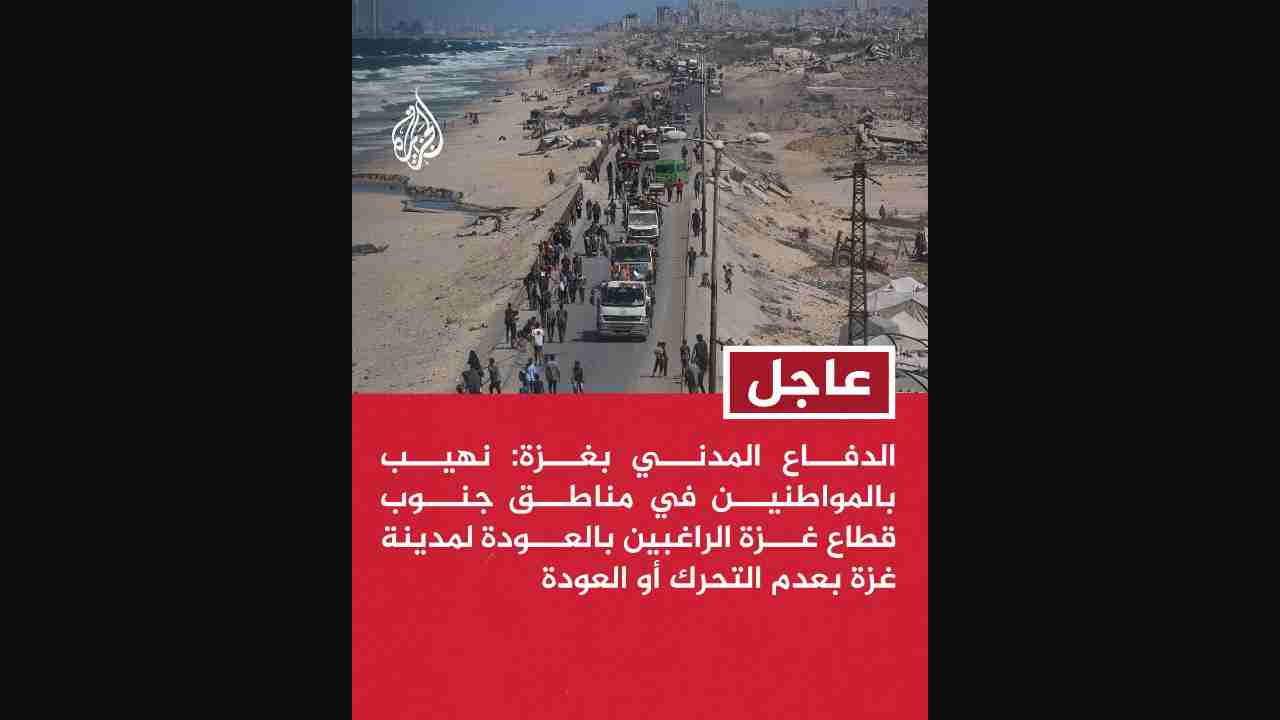 الجزيرة
عاجل
الدفاع المدني بغزة: نهيب
بالمواطنين في مناطق جنوب
قطاع غزة الراغبين بالعودة لمدينة
غزة بعدم التحرك أو العودة